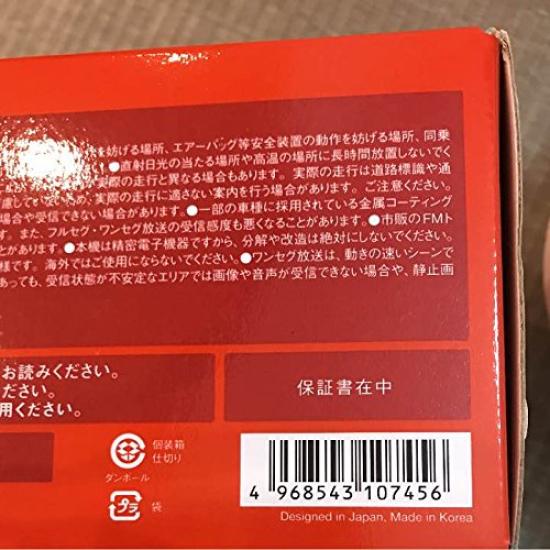 を妨げる場所、エアーバッグ等安全装置の動作を妨げる場所、同乗
●直射日光の当たる場所や高温の場所に長時間放置しないでく
実際の走行と異なる場合があります。実際の走行は道路標識や通
慮していないため、実際の走行に適さない案内を行う場合があります。ご注意ください。
場合や受信できない場合があります。●一部の車種に採用されている金属コーティング
す。また、フルセグ・ワンセグ放送の受信感度も悪くなることがあります。●市販のFMト
とがあります。●本機は精密電子機器ですから、分解や改造は絶対にしないでください。
様です。海外ではご使用にならないでください。●ワンセグ放送は、動きの速いシーンで
あっても、受信状態が不安定なエリアでは画像や音声が受信できない場合や、静止画
お読みください。
ださい。
用ください。
保証書在中
個装箱
仕切り
ダンボール
プラ
袋
4 968543 107456
Designed in Japan, Made in Korea